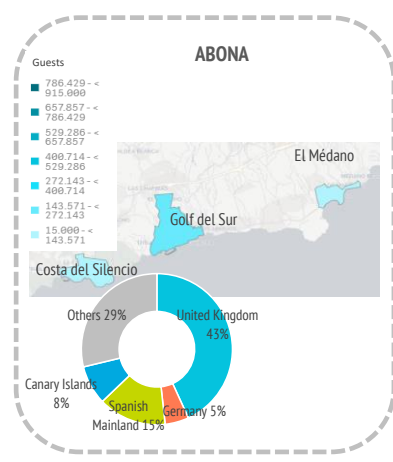 ABONA
Guests
786.429 - <
915.000
657.857 - <
786.429
529.286 - <
657.857
400.714 - <
529.286
272.143 - <
400.714
143.571 - <
272.143
15.000 - <
143.571
El Médano
Golf del Sur
Costa del Silencio
Others 29%
United Kingdom
43%
Canary Islands
8%
Spanish
Mainland 15%
Germany 5%